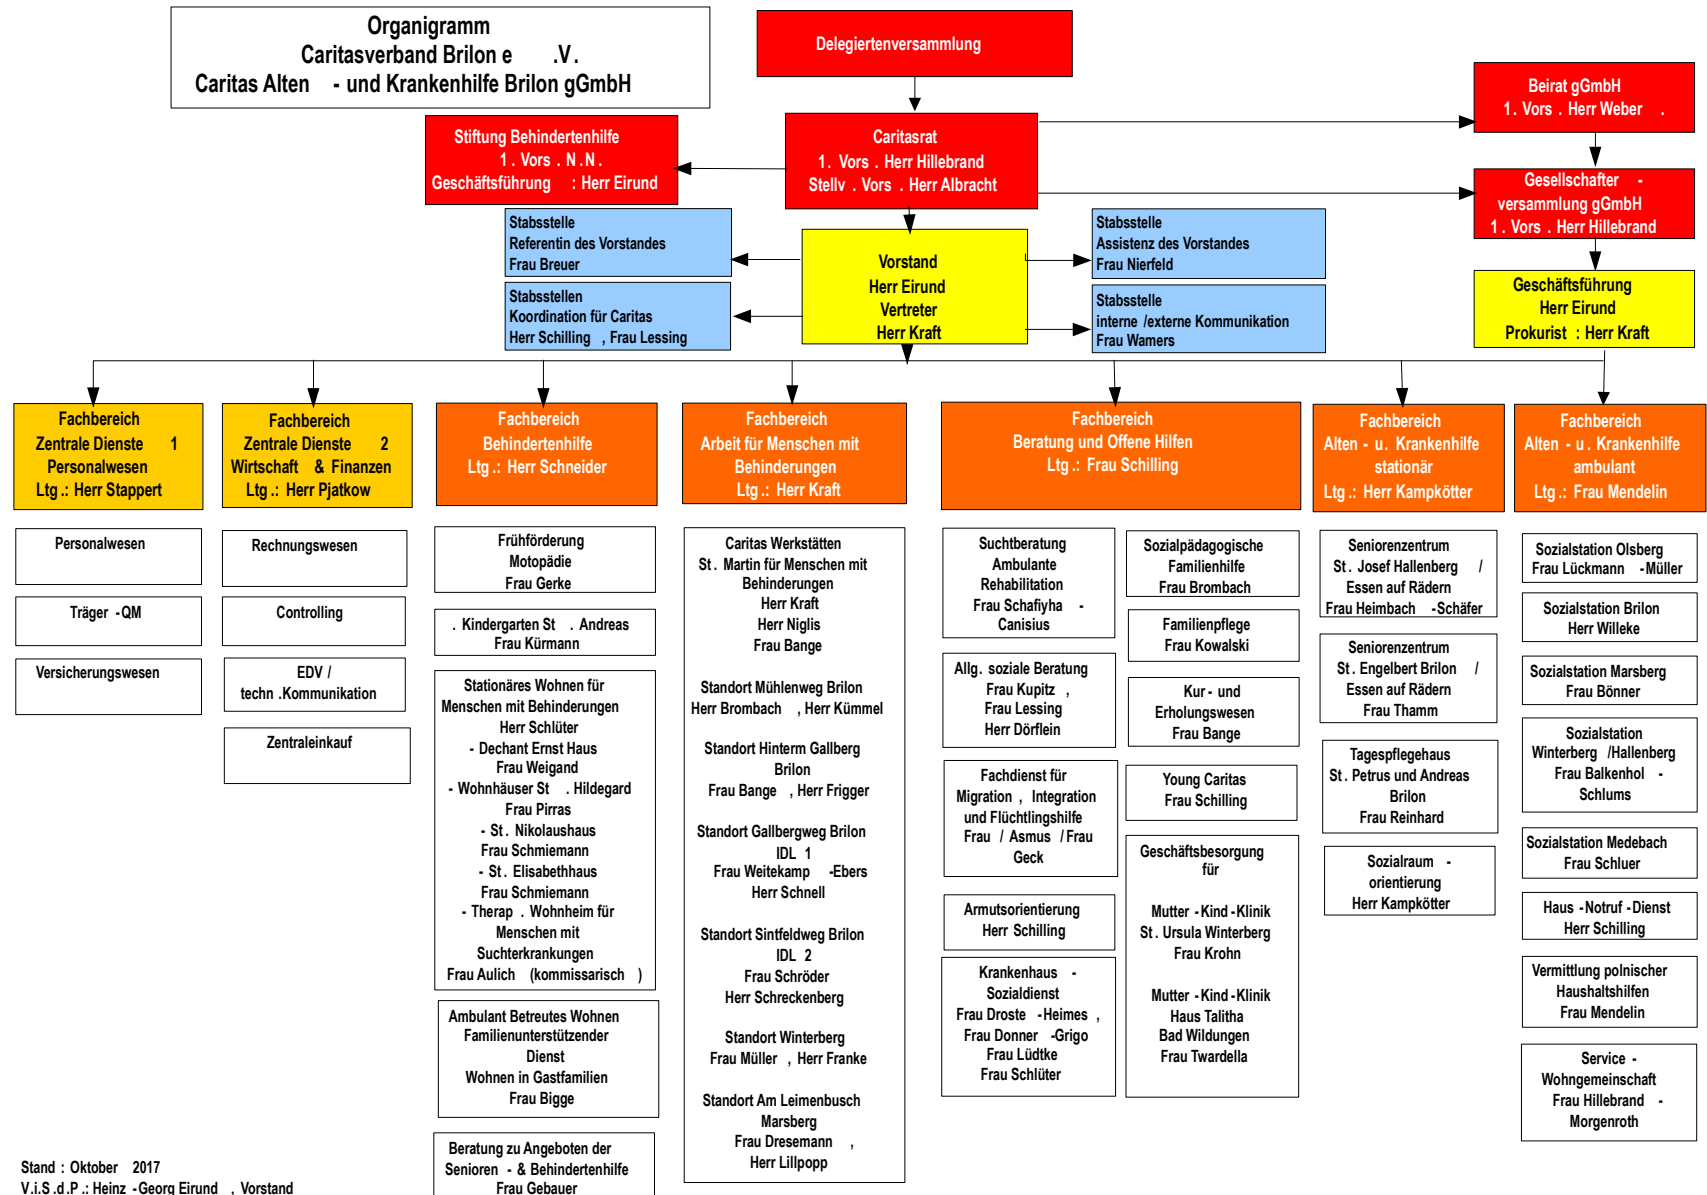 Organigramm
Caritasverband Brilon e .V.
Caritas Alten - und Krankenhilfe Brilon gGmbH
Delegiertenversammlung
Beirat gGmbH
1. Vors . Herr Weber .
Stiftung Behindertenhilfe
1 . Vors . N.N.
Geschäftsführung : Herr Eirund
Caritasrat
1. Vors . Herr Hillebrand
Stellv . Vors . Herr Albracht
Gesellschafter -
versammlung gGmbH
1. Vors . Herr Hillebrand
Stabsstelle
Referentin des Vorstandes
Frau Breuer
Stabsstellen
Koordination für Caritas
Herr Schilling , Frau Lessing
Vorstand
Herr Eirund
Vertreter
Herr Kraft
Stabsstelle
Assistenz des Vorstandes
Frau Nierfeld
Stabsstelle
interne /externe Kommunikation
Frau Wamers
Geschäftsführung
Herr Eirund
Prokurist : Herr Kraft
Fachbereich
Zentrale Dienste 1
Personalwesen
Ltg .: Herr Stappert
Personalwesen
Träger -QM
Versicherungswesen
Fachbereich
Zentrale Dienste 2
Wirtschaft & Finanzen
Ltg .: Herr Pjatkow
Rechnungswesen
Controlling
EDV /
techn .Kommunikation
Zentraleinkauf
Fachbereich
Behindertenhilfe
Ltg .: Herr Schneider
Frühförderung
Motopädie
Frau Gerke
. Kindergarten St . Andreas
Frau Kürmann
Stationäres Wohnen für
Menschen mit Behinderungen
Herr Schlüter
- Dechant Ernst Haus
Frau Weigand
- Wohnhäuser St . Hildegard
Frau Pirras
- St . Nikolaushaus
Frau Schmiemann
- St . Elisabethhaus
Frau Schmiemann
- Therap . Wohnheim für
Menschen mit
Suchterkrankungen
Frau Aulich (kommissarisch )
Ambulant Betreutes Wohnen
Familienunterstützender
Dienst
Wohnen in Gastfamilien
Frau Bigge
Beratung zu Angeboten der
Senioren - & Behindertenhilfe
Frau Gebauer
Fachbereich
Arbeit für Menschen mit
Behinderungen
Ltg .: Herr Kraft
Caritas Werkstätten
St . Martin für Menschen mit
Behinderungen
Herr Kraft
Herr Niglis
Frau Bange
Standort Mühlenweg Brilon
Herr Brombach , Herr Kümmel
Standort Hinterm Gallberg
Brilon
Frau Bange , Herr Frigger
Standort Gallbergweg Brilon
IDL 1
Frau Weitekamp -Ebers
Herr Schnell
Standort Sintfeldweg Brilon
IDL 2
Frau Schröder
Herr Schreckenberg
Standort Winterberg
Frau Müller , Herr Franke
Standort Am Leimenbusch
Marsberg
Frau Dresemann ,
Herr Lillpopp
Fachbereich
Beratung und Offene Hilfen
Ltg .: Frau Schilling
Suchtberatung
Ambulante
Rehabilitation
Frau Schafiyha -
Canisius
Allg . soziale Beratung
Frau Kupitz ,
Frau Lessing
Herr Dörflein
Fachdienst für
Migration , Integration
und Flüchtlingshilfe
Frau / Asmus / Frau
Geck
Armutsorientierung
Herr Schilling
Krankenhaus -
Sozialdienst
Frau Droste -Heimes ,
Frau Donner -Grigo
Frau Lüdtke
Frau Schlüter
Sozialpädagogische
Familienhilfe
Frau Brombach
Familienpflege
Frau Kowalski
Kur - und
Erholungswesen
Frau Bange
Young Caritas
Frau Schilling
Geschäftsbesorgung
für
Mutter -Kind -Klinik
St . Ursula Winterberg
Frau Krohn
Mutter -Kind -Klinik
Haus Talitha
Bad Wildungen
Frau Twardella
Fachbereich
Alten - u. Krankenhilfe
stationär
Ltg .: Herr Kampkötter
Seniorenzentrum
St . Josef Hallenberg /
Essen auf Rädern
Frau Heimbach -Schäfer
Seniorenzentrum
St . Engelbert Brilon /
Essen auf Rädern
Frau Thamm
Tagespflegehaus
St . Petrus und Andreas
Brilon
Frau Reinhard
Sozialraum -
orientierung
Herr Kampkötter
Fachbereich
Alten - u. Krankenhilfe
ambulant
Ltg .: Frau Mendelin
Sozialstation Olsberg
Frau Lückmann -Müller
Sozialstation Brilon
Herr Willeke
Sozialstation Marsberg
Frau Bönner
Sozialstation
Winterberg /Hallenberg
Frau Balkenhol -
Schlums
Sozialstation Medebach
Frau Schluer
Haus -Notruf -Dienst
Herr Schilling
Vermittlung polnischer
Haushaltshilfen
Frau Mendelin
Service -
Wohngemeinschaft
Frau Hillebrand -
Morgenroth
Stand : Oktober 2017
V.i.S .d.P .: Heinz -Georg Eirund , Vorstand